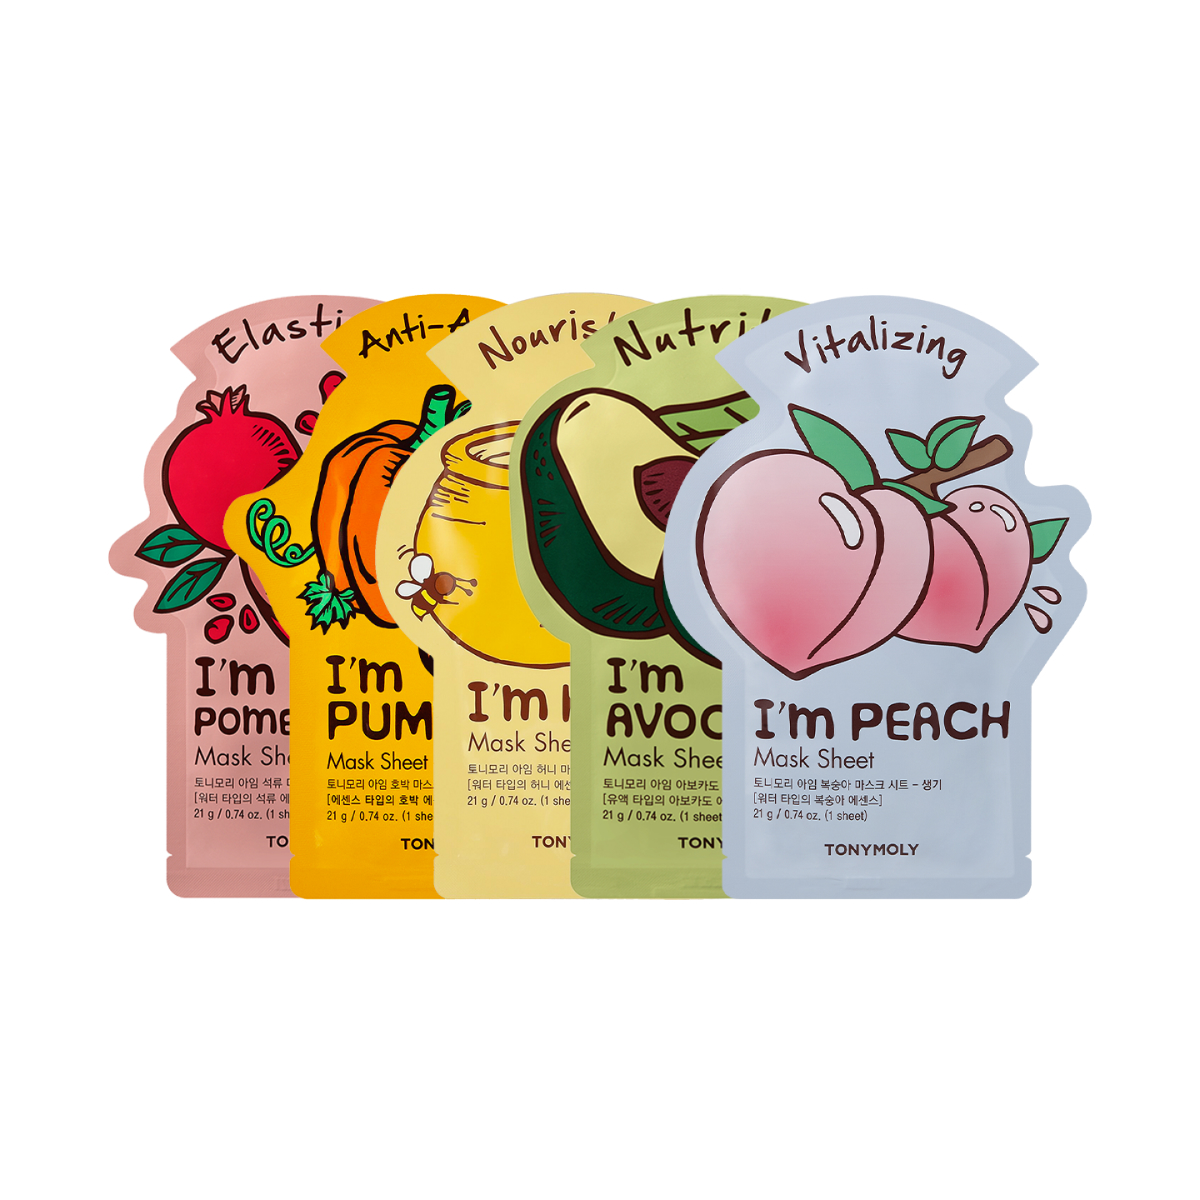 Elasti
I'm
POME
Mask She
토니모리 아임 석류 마
[워터 타입의 석류 에
21 g / 0.74 oz. (1 she
TO
Anti-A
I'm
PUM
Mask Sheet
토니모리 아임 호박 마스
[에센스 타입의 호박 에
21 g / 0.74 oz. (1 she
TON
Nouris
I'm
Mask She
토니모리 아임 허니 마
[워터 타입의 허니 에센
21 g / 0.74 oz. (1 she
TONY
Nutri
I'm
AVOC
Mask Shee
토니모리 아임 아보카도
[유액 타입의 아보카도 에
21 g / 0.74 oz. (1 sheet
TONY
Vitalizing
I'm PEACH
Mask Sheet
토니모리 아임 복숭아 마스크 시트 - 생기
[워터 타입의 복숭아 에센스]
21 g / 0.74 oz. (1 sheet)
TONYMOLY